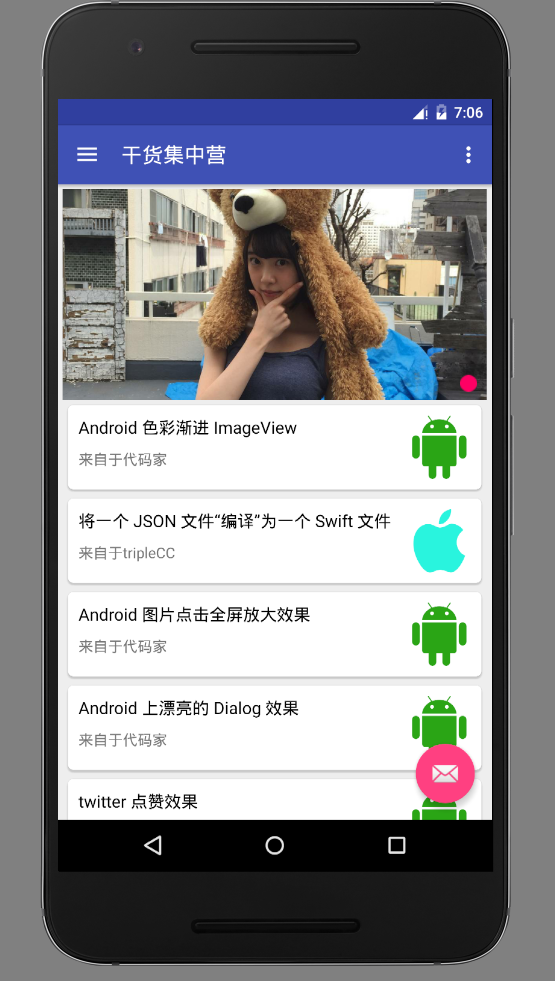 7:06
干货集中营
Android 色彩渐进 ImageView
来自于代码家
将一个 JSON 文件“编译”为一个 Swift 文件
来自于tripleCC
Android 图片点击全屏放大效果
来自于代码家
Android 上漂亮的 Dialog 效果
来自于代码家
twitter 点赞效果